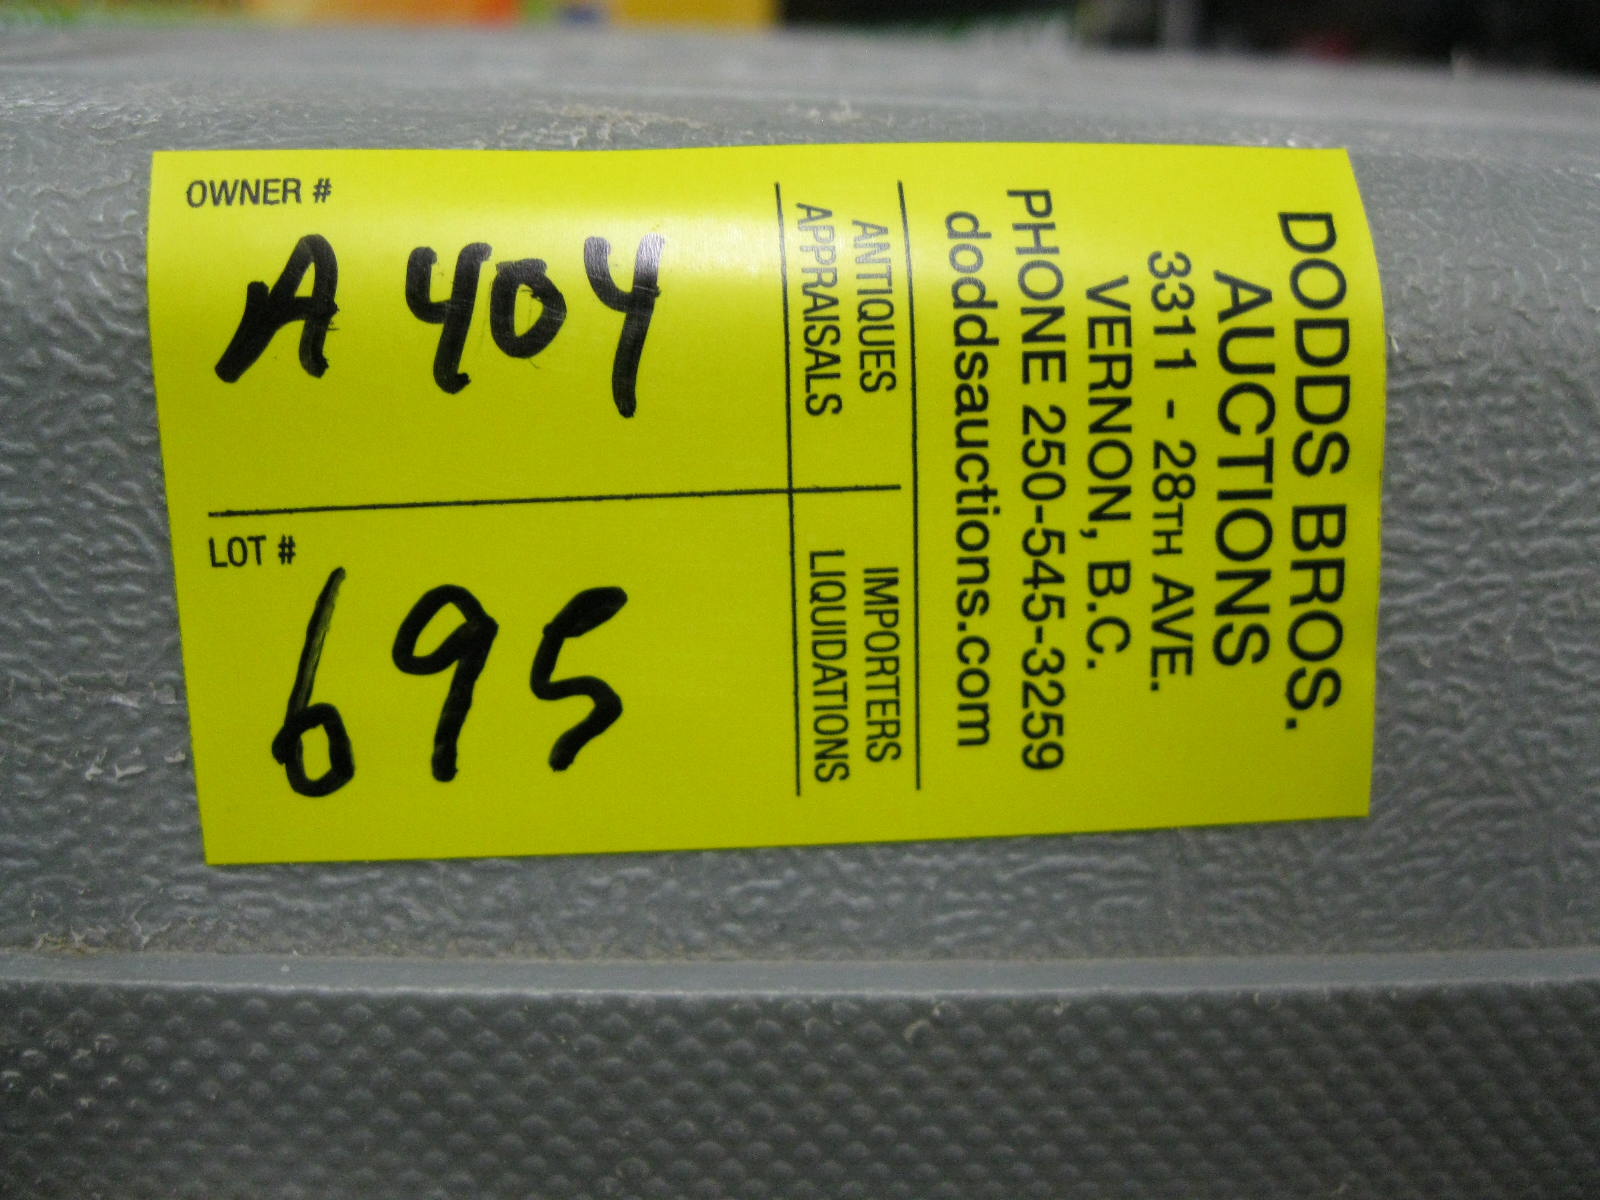 DODDS BROS.
AUCTIONS
3311 - 28TH AVE.
VERNON, B.C.
PHONE 250-545-3259
doddsauctions.com
ANTIQUES IMPORTERS
APPRAISALS LIQUIDATIONS
OWNER #
A 404
LOT #
695